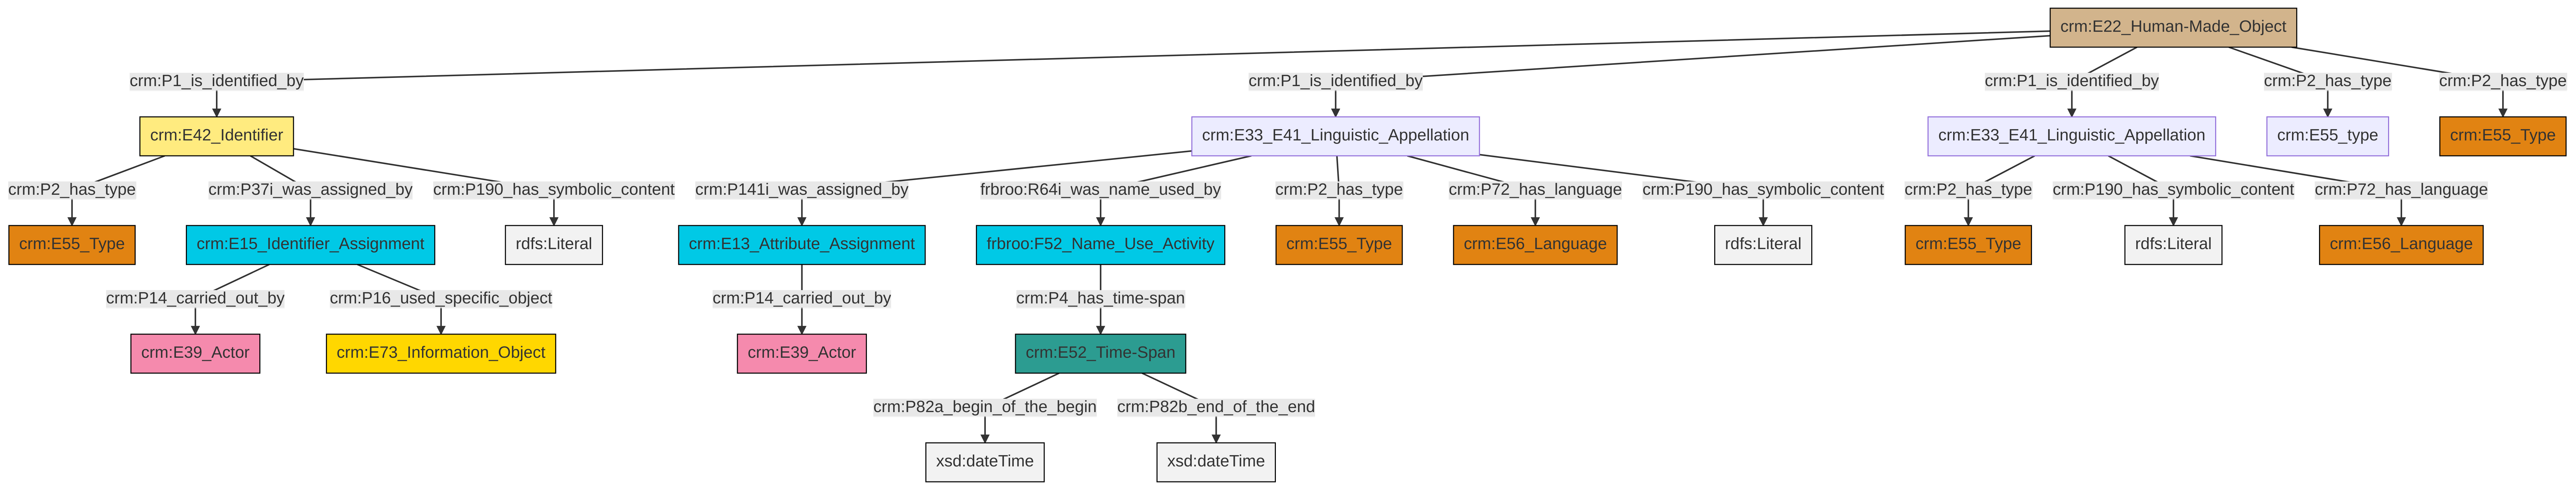 crm:E22_Human-Made_Object
crm:P1_is_identified_by
crm:P1_is_identified_by
crm:P1_is_identified_by
crm:P2_has_type
crm:P2_has_type
crm:E42_Identifier
crm:E33_E41_Linguistic_Appellation
crm:E33_E41_Linguistic_Appellation
crm:E55_type
crm:E55_Type
crm:P2_has_type
crm:P37i_was_assigned_by
crm:P190_has_symbolic_content
crm:P141i_was_assigned_by
frbroo:R64i_was_name_used_by
crm:P2_has_type
crm:P72_has_language
crm:P190_has_symbolic_content
crm:P2_has_type
crm:P190_has_symbolic_content
crm:P72_has_language
crm:E55_Type
crm:E15_Identifier_Assignment
rdfs:Literal
crm:E13_Attribute_Assignment
frbroo:F52_Name_Use_Activity
crm:E55_Type
crm:E56_Language
rdfs:Literal
crm:E55_Type
rdfs:Literal
crm:E56_Language
crm:P14_carried_out_by
crm:P16_used_specific_object
crm:P14_carried_out_by
crm:P4_has_time-span
crm:E39_Actor
crm:E73_Information_Object
crm:E39_Actor
crm:E52_Time-Span
crm:P82a_begin_of_the_begin
crm:P82b_end_of_the_end
xsd:dateTime
xsd:dateTime